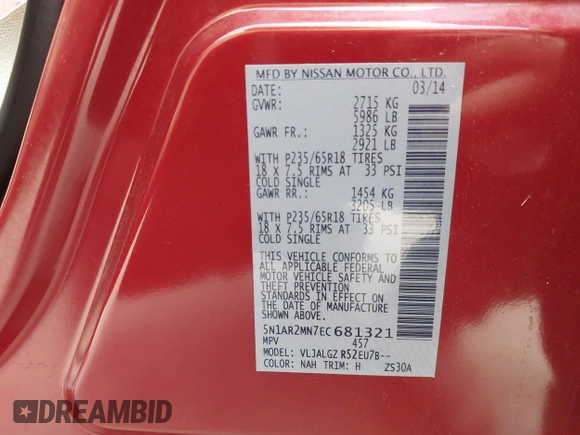 MFD BY NISSAN MOTOR CO., LTD.
DATE: 03/14
GVWR: 2715 KG
5986 LB
GAWR FR.: 1325 KG
2921 LB
WITH P235/65R18 TIRES
18 X 7.5 RIMS AT 33 PSI
COLD SINGLE
GAWR RR.: 1454 KG
3205 LB
WITH P235/65R18 TIRES
18 X 7.5 RIMS AT 33 PSI
COLD SINGLE
THIS VEHICLE CONFORMS TO
ALL APPLICABLE FEDERAL
MOTOR VEHICLE SAFETY AND
THEFT PREVENTION
STANDARDS IN EFFECT ON
THE DATE OF MANUFACTURE
SHOWN ABOVE.
5N1AR2MN7EC681321
MPV 457
MODEL: VLJALGZ R52EU7B--
COLOR: NAH TRIM: H ZS30A
DREAMBID